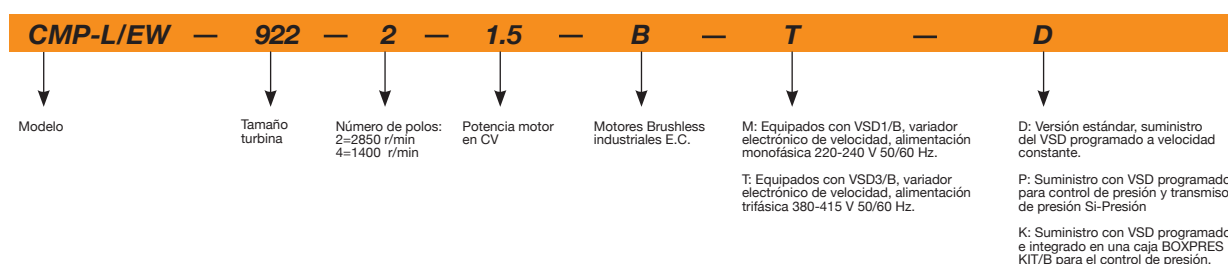 CMP-L/EW — 922 — 2 — 1.5 — B — T — D
Modelo
Tamaño
turbina
Número de polos:
2=2850 r/min
4=1400 r/min
Potencia motor
en CV
Motores Brushless
industriales E.C.
M: Equipados con VSD1/B, variador
electrónico de velocidad, alimentación
monofásica 220-240 V 50/60 Hz.
T: Equipados con VSD3/B, variador
electrónico de velocidad, alimentación
trifásica 380-415 V 50/60 Hz.
D: Versión estándar, suministro
del VSD programado a velocidad
constante.
P: Suministro con VSD programado
para control de presión y transmiso
de presión Si-Presión
K: Suministro con VSD programado
e integrado en una caja BOXPRES
KIT/B para el control de presión.